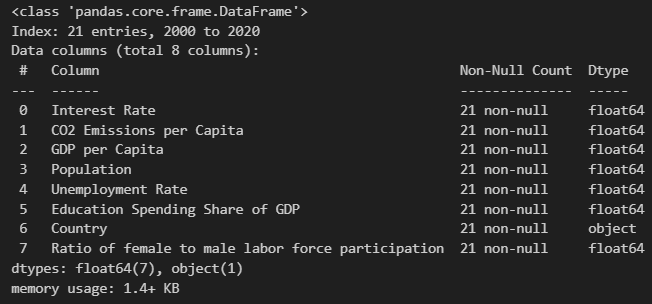 <class 'pandas.core.frame.DataFrame'>
Index: 21 entries, 2000 to 2020
Data columns (total 8 columns):
 #   Column                                         Non-Null Count  Dtype
---  ------                                         --------------  -----
 0   Interest Rate                                  21 non-null     float64
 1   CO2 Emissions per Capita                       21 non-null     float64
 2   GDP per Capita                                 21 non-null     float64
 3   Population                                     21 non-null     float64
 4   Unemployment Rate                              21 non-null     float64
 5   Education Spending Share of GDP                21 non-null     float64
 6   Country                                        21 non-null     object
 7   Ratio of female to male labor force participation  21 non-null     float64
dtypes: float64(7), object(1)
memory usage: 1.4+ KB